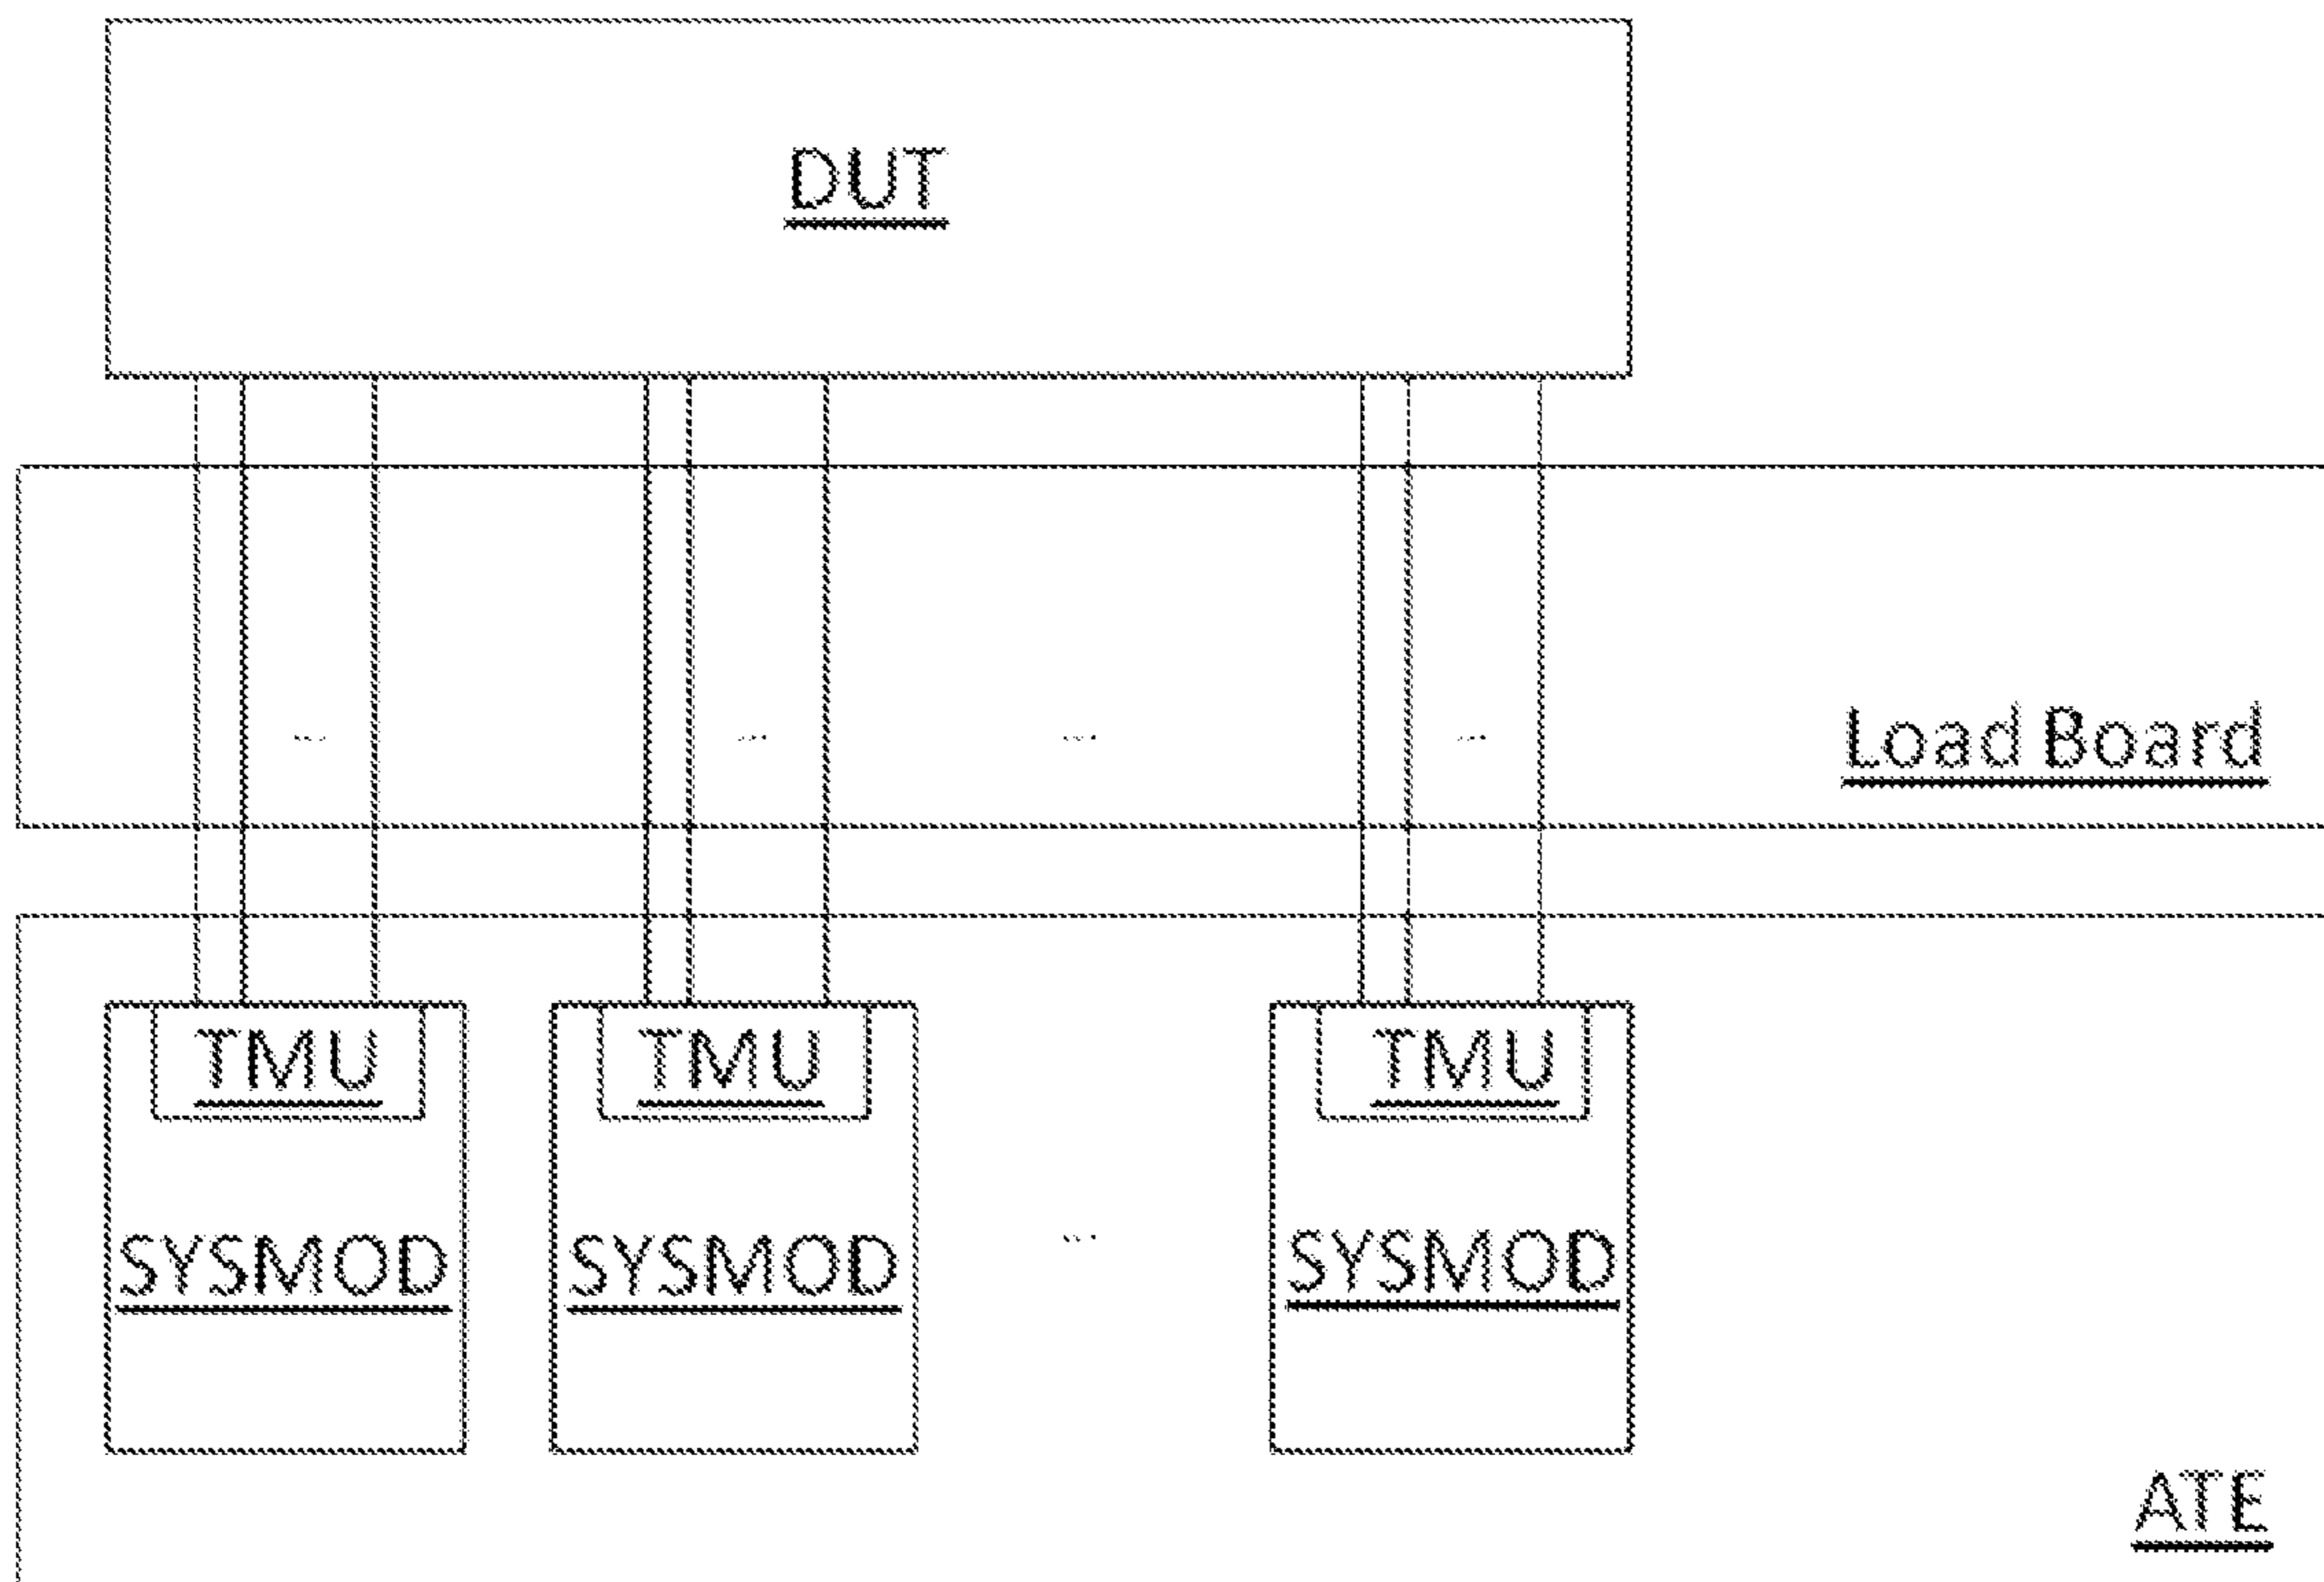 DUT
Load Board
TMU TMU TMU
SYSMOD SYSMOD ... SYSMOD
ATE